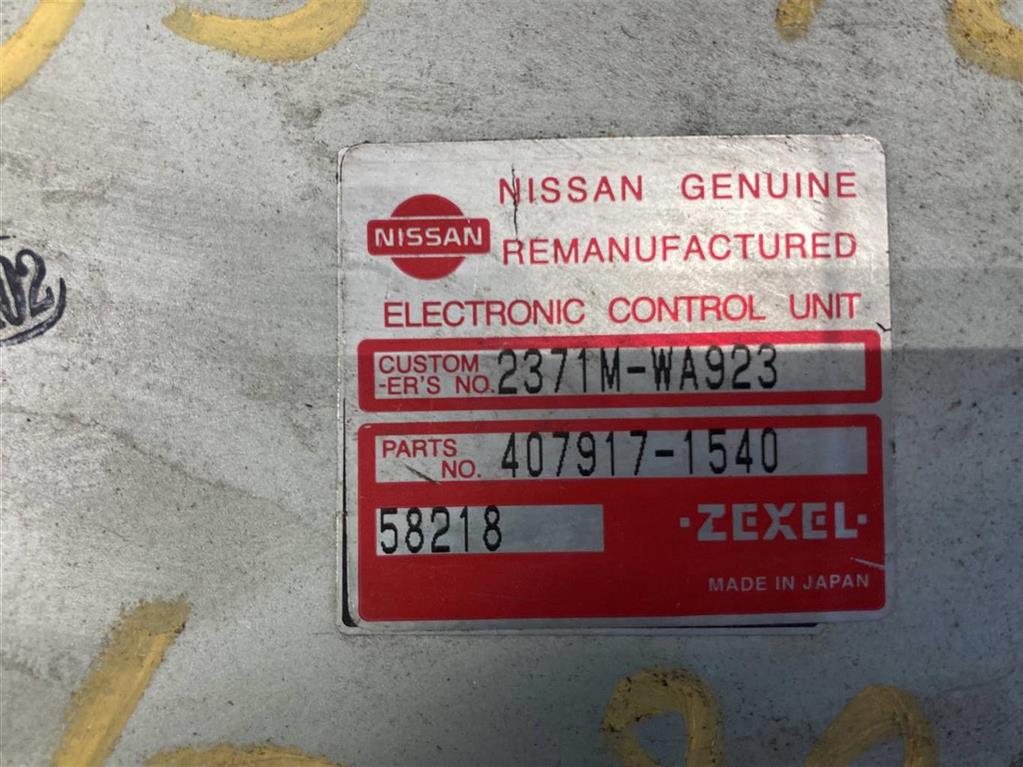 NISSAN GENUINE
NISSAN
REMANUFACTURED
ELECTRONIC CONTROL UNIT
CUSTOM
-ER'S NO. 2371M-WA923
PARTS
NO. 407917-1540
58218
·ZEXEL·
MADE IN JAPAN